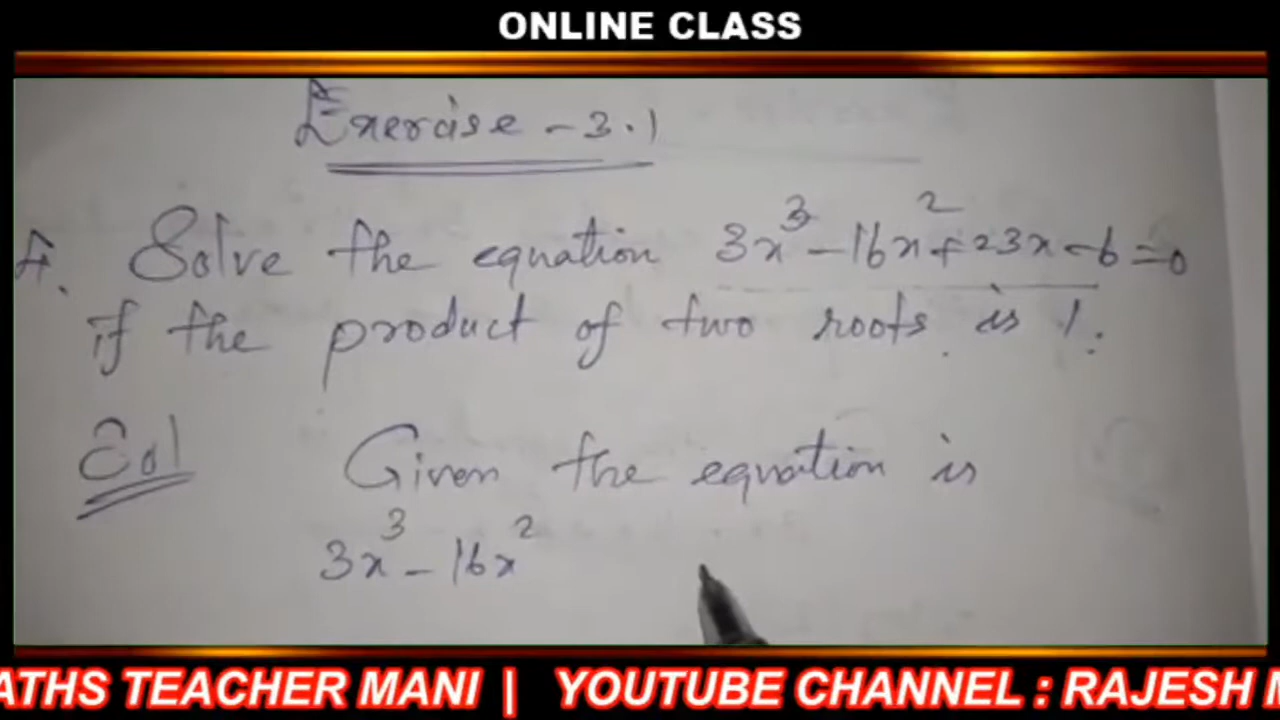 ONLINE CLASS
Exercise - 3.1
4. Solve the equation 3x³ - 16x² + 23x - 6 = 0
if the product of two roots is 1.
Sol Given the equation is
3x³ - 16x²
ATHS TEACHER MANI | YOUTUBE CHANNEL : RAJESH M